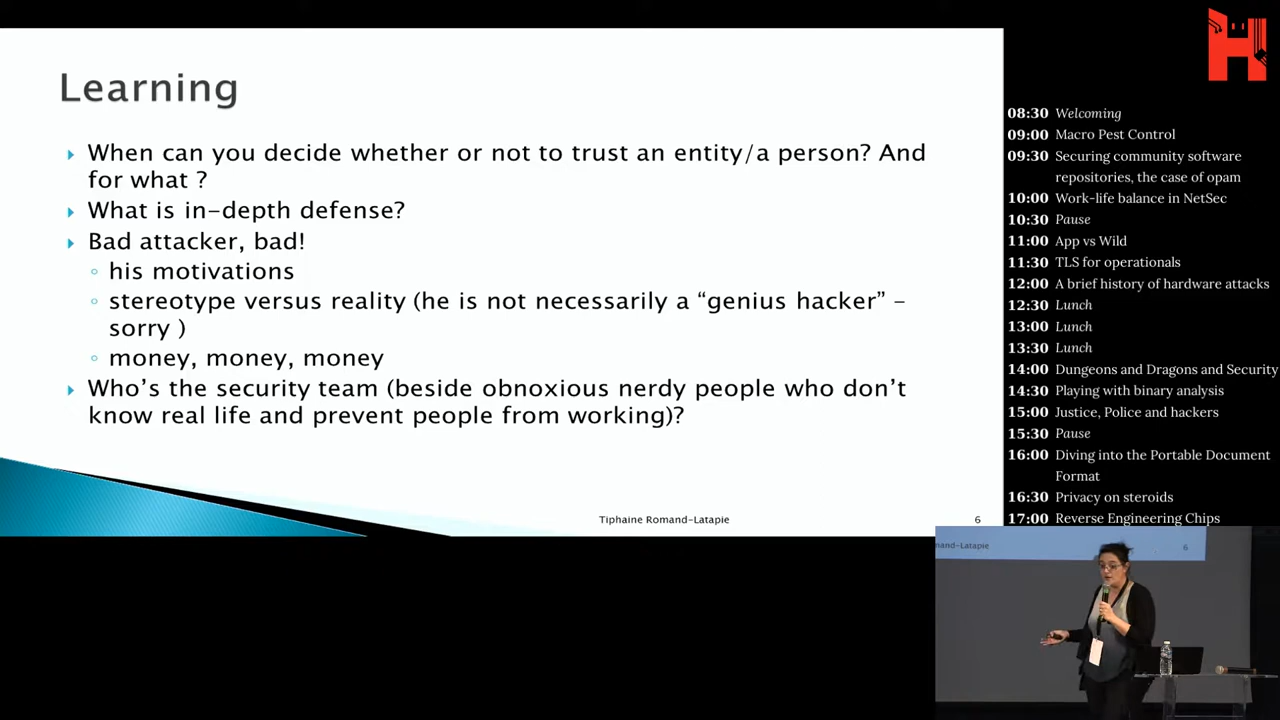 Learning
When can you decide whether or not to trust an entity/a person? And
for what ?
What is in-depth defense?
Bad attacker, bad!
his motivations
stereotype versus reality (he is not necessarily a “genius hacker” –
sorry )
money, money, money
Who’s the security team (beside obnoxious nerdy people who don’t
know real life and prevent people from working)?
Tiphaine Romand-Latapie
6
08:30 Welcoming
09:00 Macro Pest Control
09:30 Securing community software
repositories, the case of opam
10:00 Work-life balance in NetSec
10:30 Pause
11:00 App vs Wild
11:30 TLS for operationals
12:00 A brief history of hardware attacks
12:30 Lunch
13:00 Lunch
13:30 Lunch
14:00 Dungeons and Dragons and Security
14:30 Playing with binary analysis
15:00 Justice, Police and hackers
15:30 Pause
16:00 Diving into the Portable Document
Format
16:30 Privacy on steroids
17:00 Reverse Engineering Chips
mand-Latapie
6